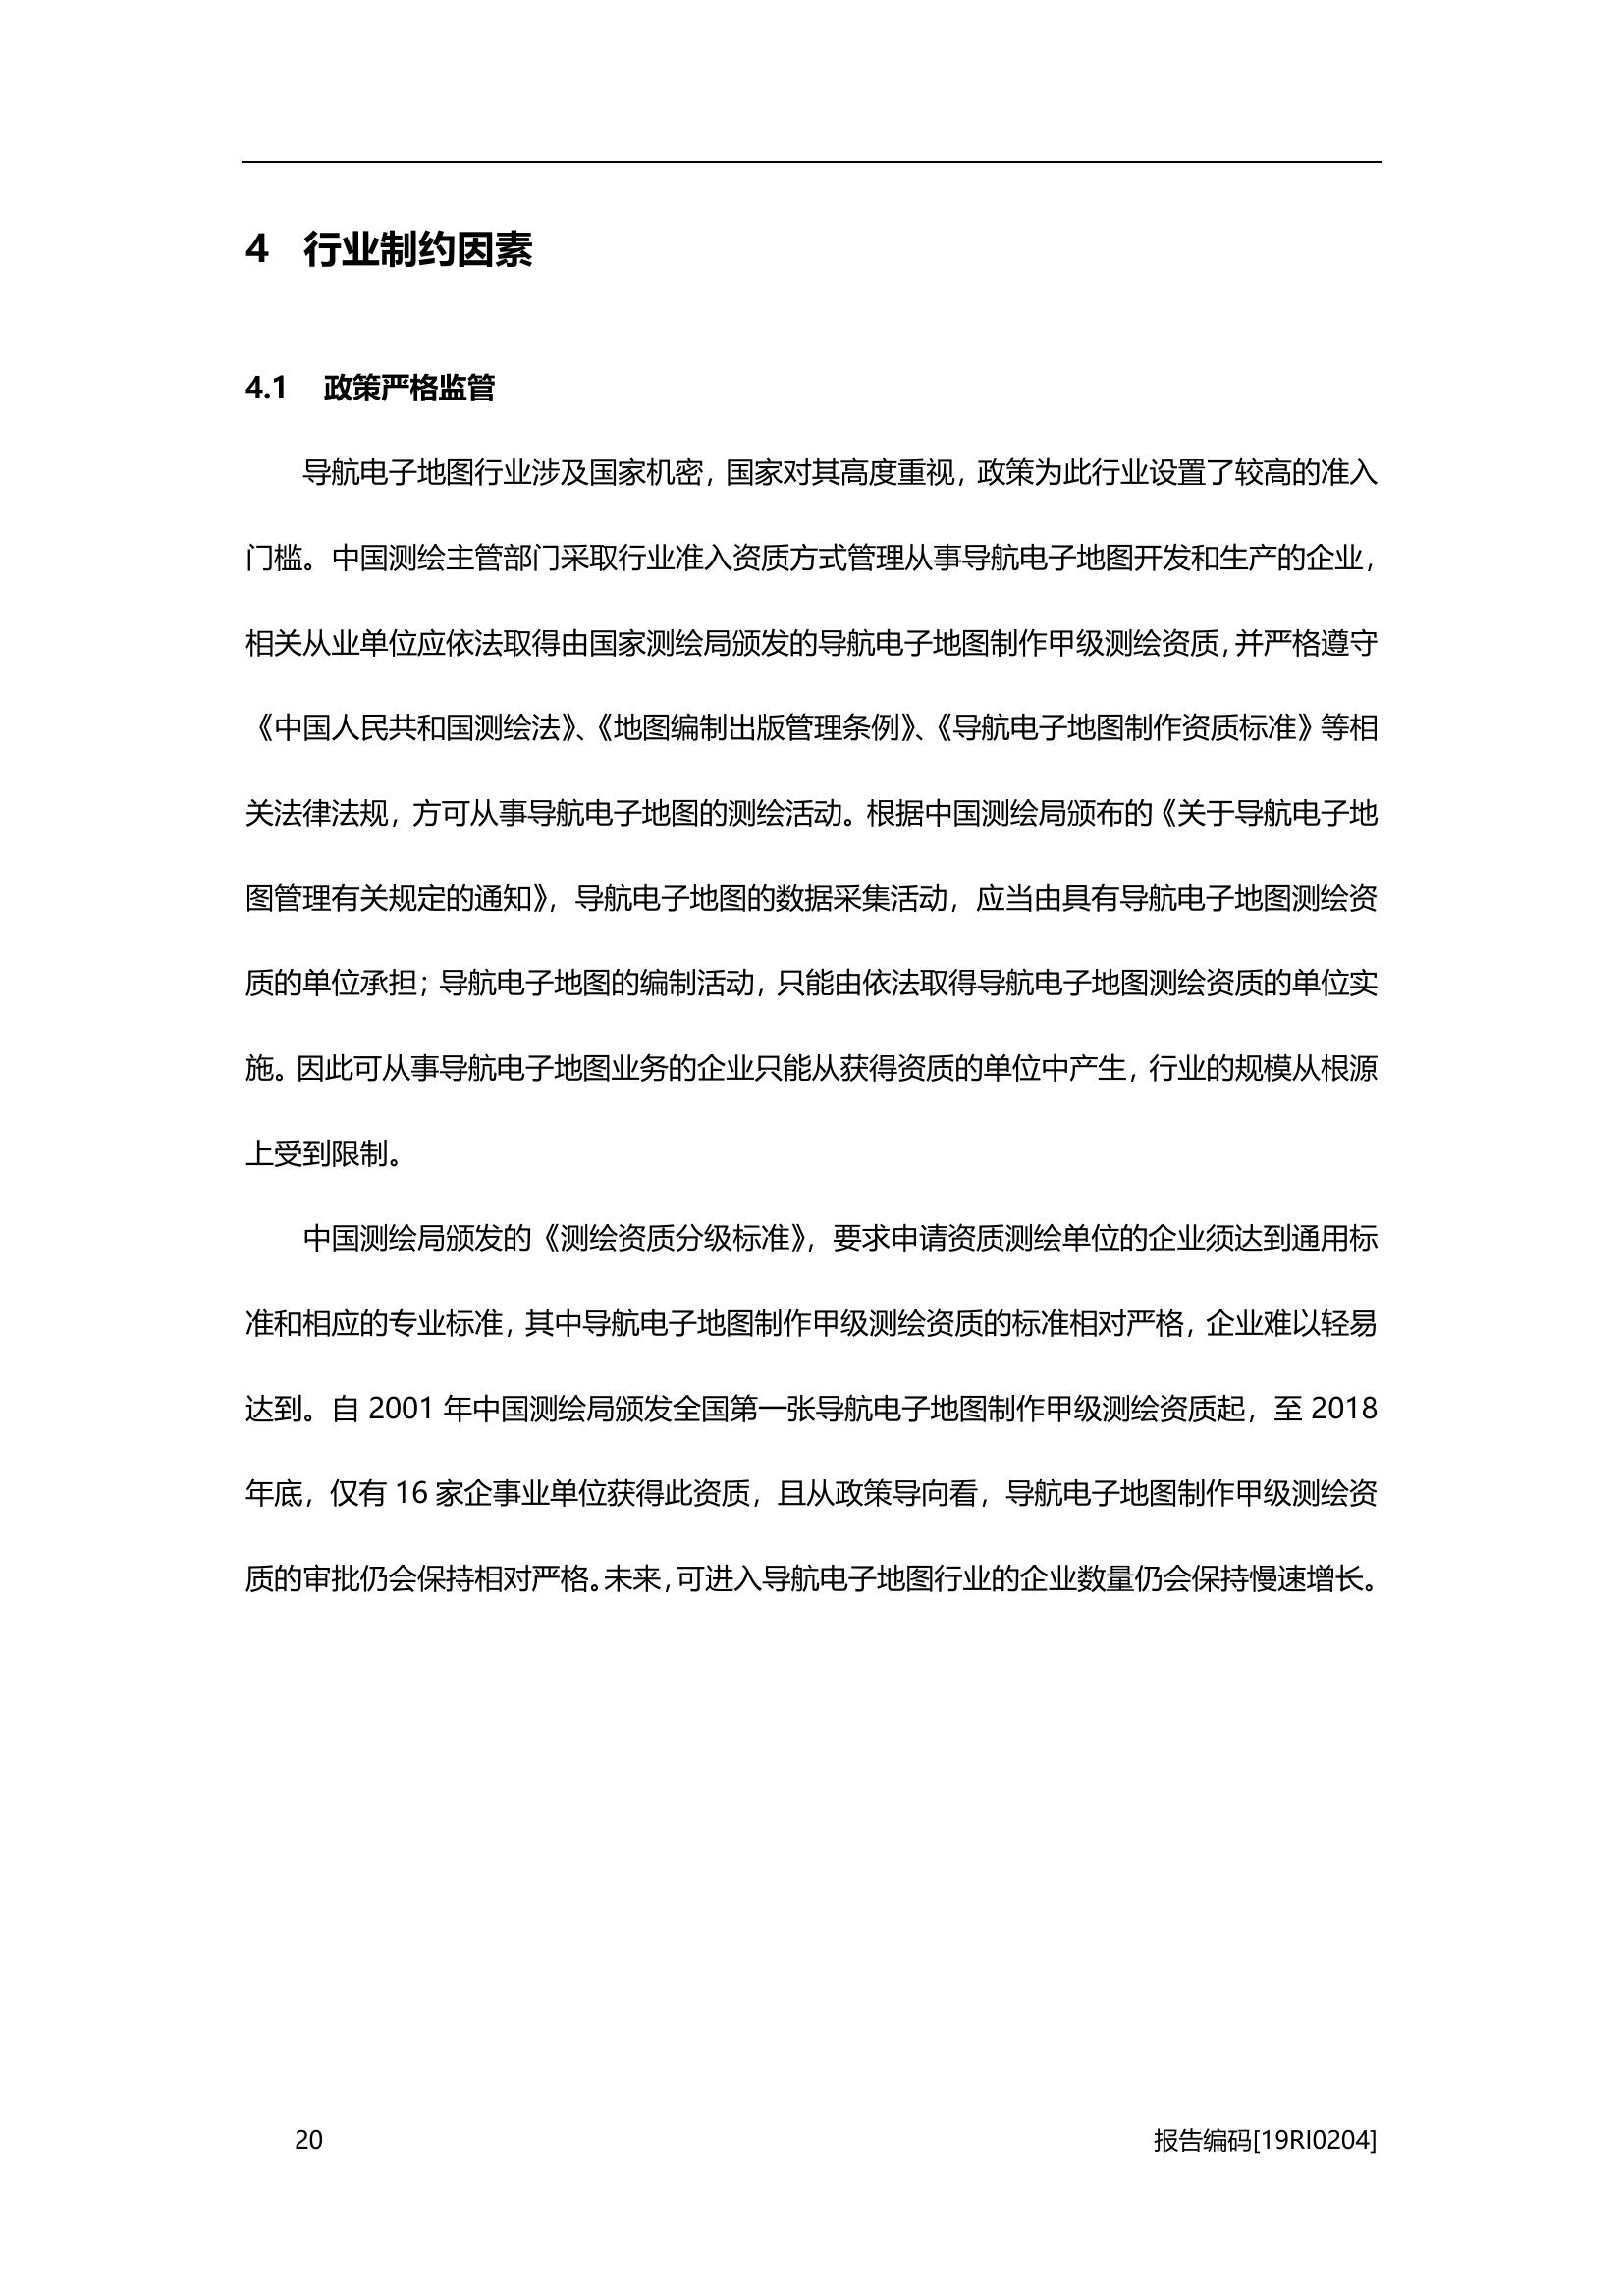 4 行业制约因素
4.1 政策严格监管
导航电子地图行业涉及国家机密，国家对其高度重视，政策为此行业设置了较高的准入
门槛。中国测绘主管部门采取行业准入资质方式管理从事导航电子地图开发和生产的企业，
相关从业单位应依法取得由国家测绘局颁发的导航电子地图制作甲级测绘资质，并严格遵守
《中国人民共和国测绘法》、《地图编制出版管理条例》、《导航电子地图制作资质标准》等相
关法律法规，方可从事导航电子地图的测绘活动。根据中国测绘局颁布的《关于导航电子地
图管理有关规定的通知》，导航电子地图的数据采集活动，应当由具有导航电子地图测绘资
质的单位承担；导航电子地图的编制活动，只能由依法取得导航电子地图测绘资质的单位实
施。因此可从事导航电子地图业务的企业只能从获得资质的单位中产生，行业的规模从根源
上受到限制。
中国测绘局颁发的《测绘资质分级标准》，要求申请资质测绘单位的企业须达到通用标
准和相应的专业标准，其中导航电子地图制作甲级测绘资质的标准相对严格，企业难以轻易
达到。自 2001 年中国测绘局颁发全国第一张导航电子地图制作甲级测绘资质起，至 2018
年底，仅有 16 家企事业单位获得此资质，且从政策导向看，导航电子地图制作甲级测绘资
质的审批仍会保持相对严格。未来，可进入导航电子地图行业的企业数量仍会保持慢速增长。
20 报告编码[19RI0204]